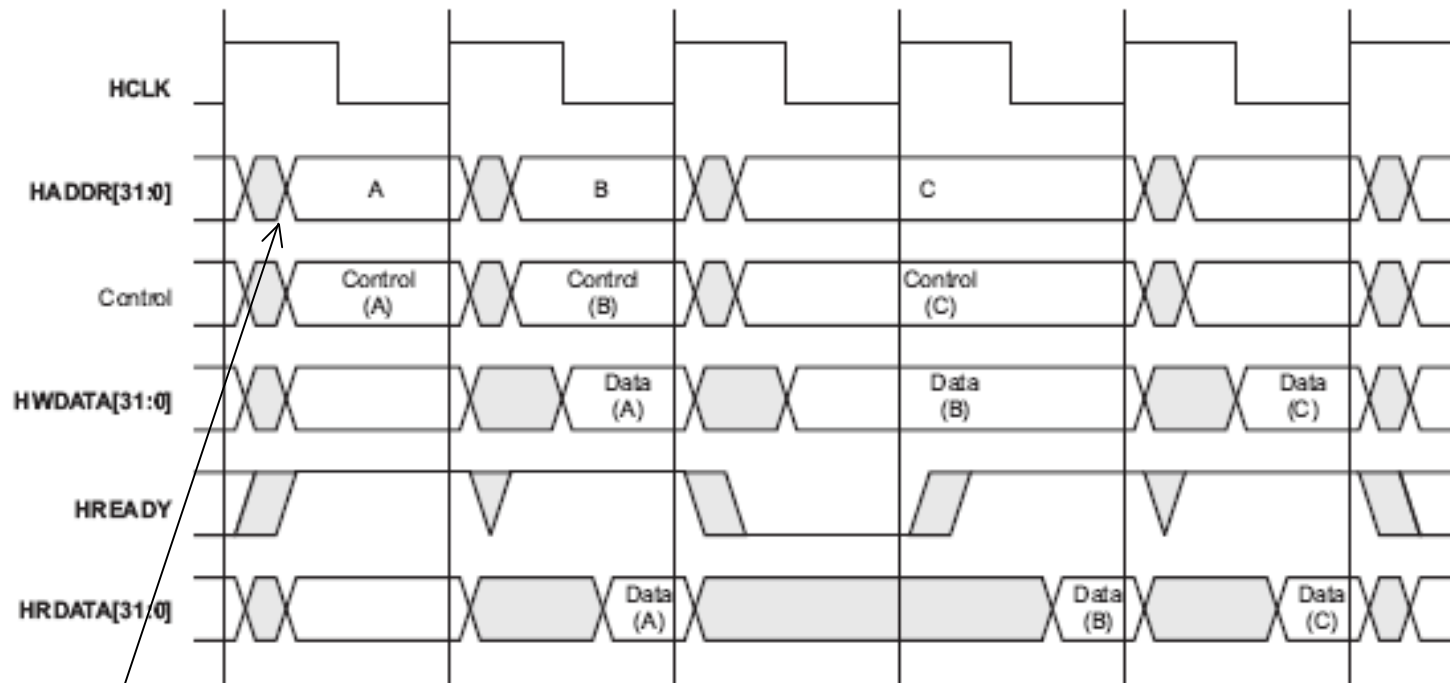 HCLK
HADDR[31:0]
A
B
C
Control
Control
(A)
Control
(B)
Control
(C)
HWDATA[31:0]
Data
(A)
Data
(B)
Data
(C)
HREADY
HRDATA[31:0]
Data
(A)
Data
(B)
Data
(C)